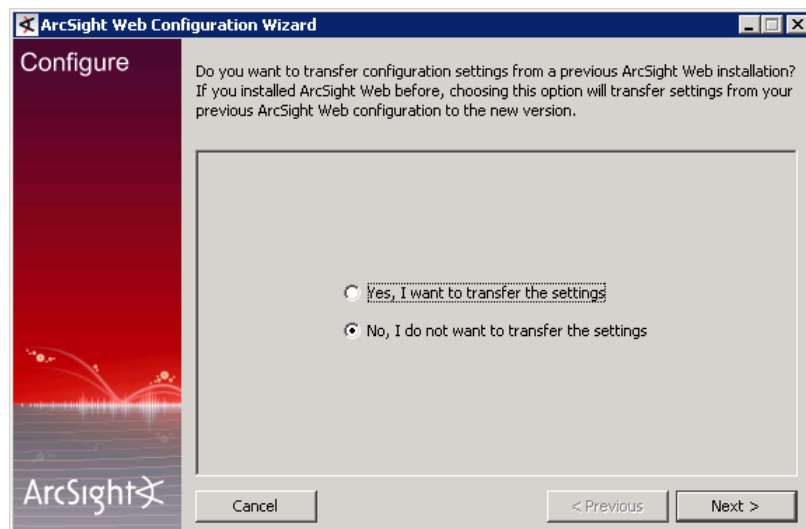 ArcSight Web Configuration Wizard
Configure
Do you want to transfer configuration settings from a previous ArcSight Web installation?
If you installed ArcSight Web before, choosing this option will transfer settings from your
previous ArcSight Web configuration to the new version.
Yes, I want to transfer the settings
No, I do not want to transfer the settings
ArcSight
Cancel
< Previous
Next >